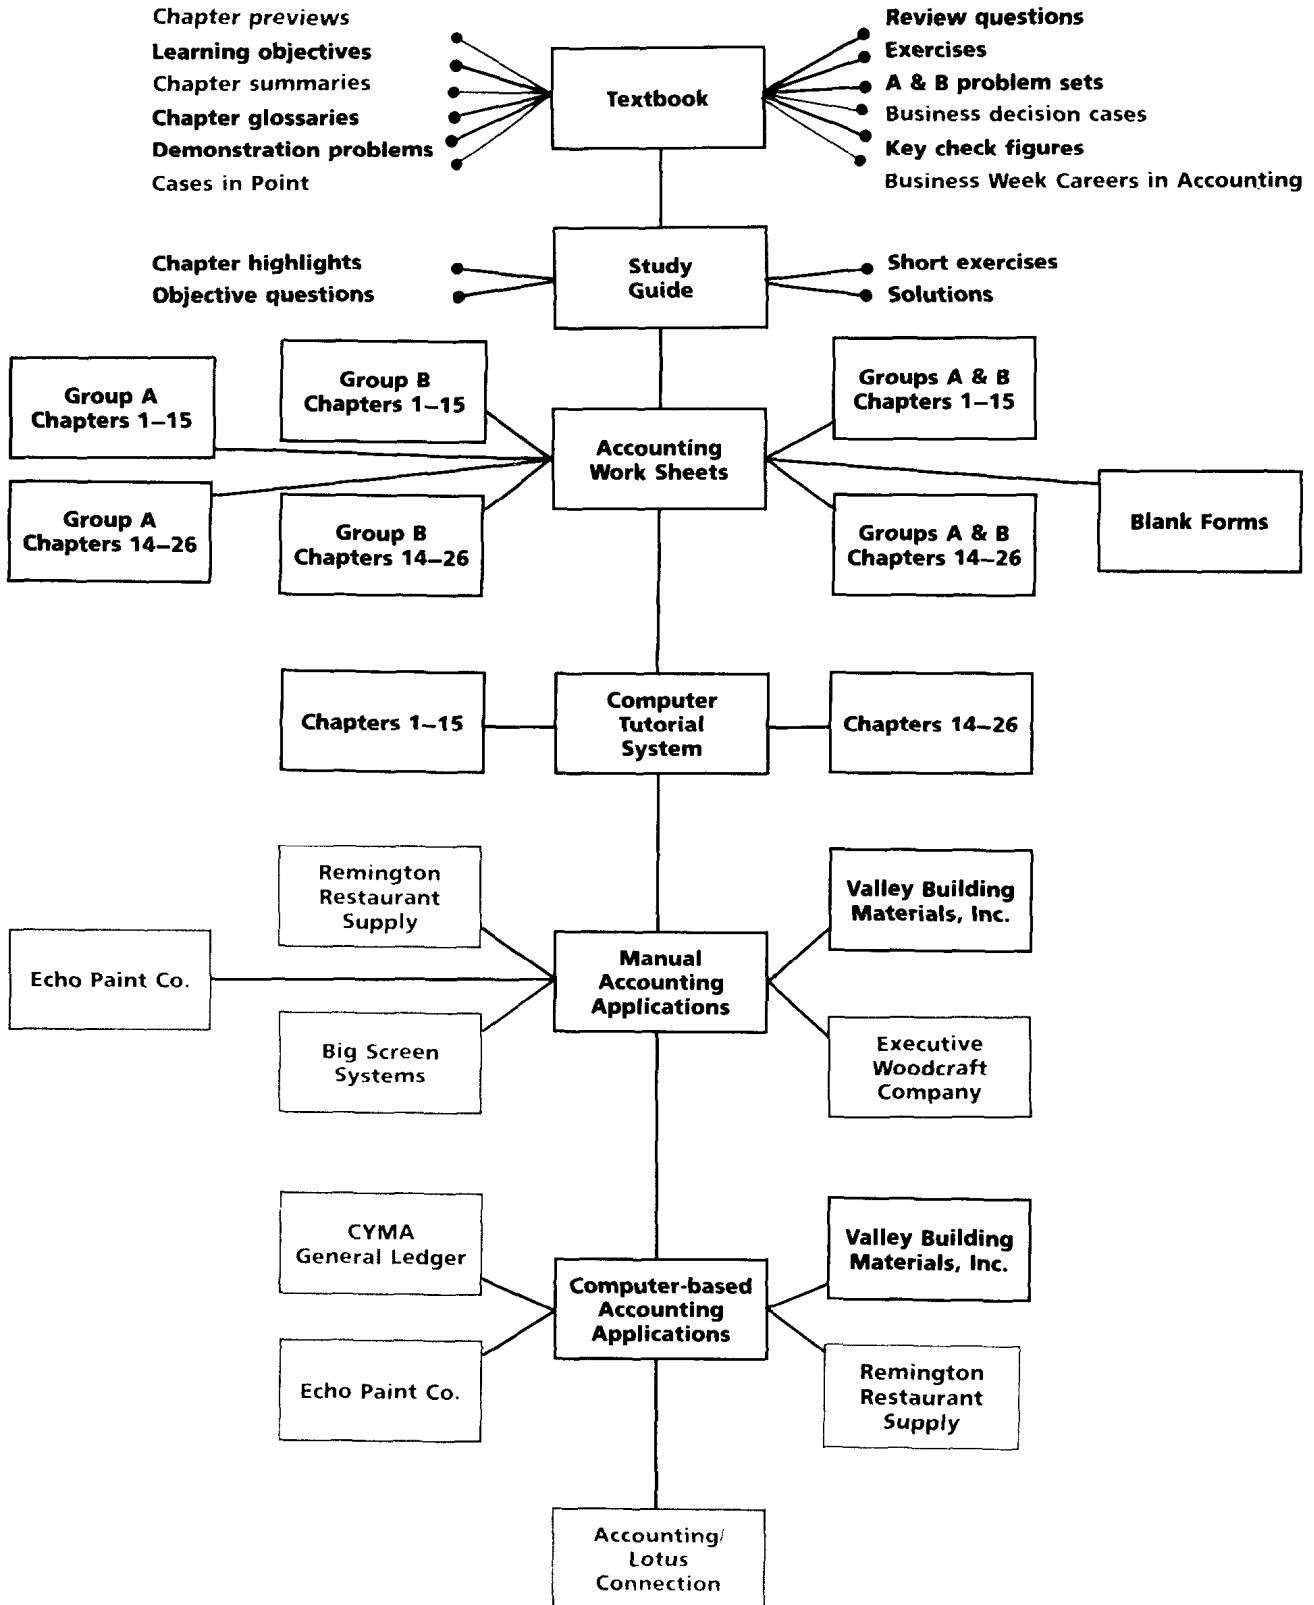 Chapter previews
Learning objectives
Chapter summaries
Chapter glossaries
Demonstration problems
Cases in Point
Textbook
Review questions
Exercises
A & B problem sets
Business decision cases
Key check figures
Business Week Careers in Accounting
Chapter highlights
Objective questions
Study
Guide
Short exercises
Solutions
Group A
Chapters 1–15
Group B
Chapters 1–15
Accounting
Work Sheets
Groups A & B
Chapters 1–15
Group A
Chapters 14–26
Group B
Chapters 14–26
Groups A & B
Chapters 14–26
Blank Forms
Chapters 1–15
Computer
Tutorial
System
Chapters 14–26
Remington
Restaurant
Supply
Valley Building
Materials, Inc.
Echo Paint Co.
Manual
Accounting
Applications
Big Screen
Systems
Executive
Woodcraft
Company
CYMA
General Ledger
Valley Building
Materials, Inc.
Computer-based
Accounting
Applications
Echo Paint Co.
Remington
Restaurant
Supply
Accounting/
Lotus
Connection